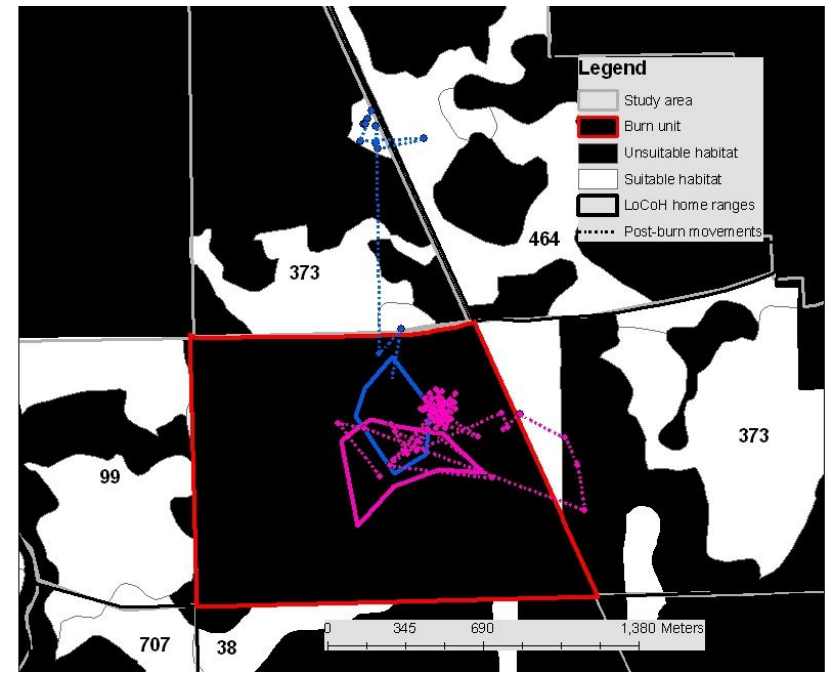 Legend
Study area
Burn unit
Unsuitable habitat
Suitable habitat
LoCoH home ranges
Post-burn movements
464
373
373
99
707
38
0 345 690 1,380 Meters